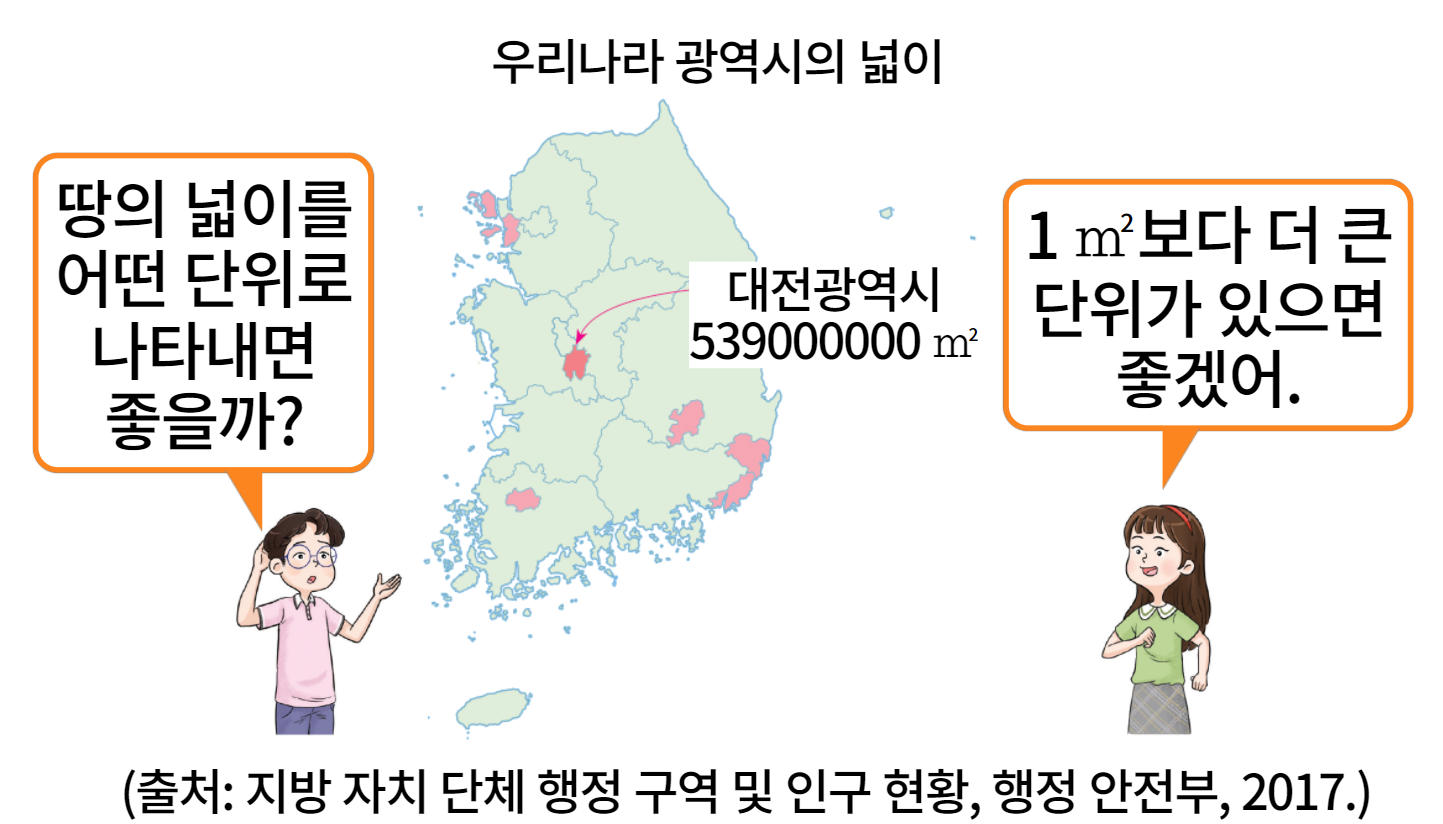 우리나라 광역시의 넓이
땅의 넓이를
어떤 단위로
나타내면
좋을까?
대전광역시
539000000 ㎡
1 ㎡보다 더 큰
단위가 있으면
좋겠어.
(출처: 지방 자치 단체 행정 구역 및 인구 현황, 행정 안전부, 2017.)